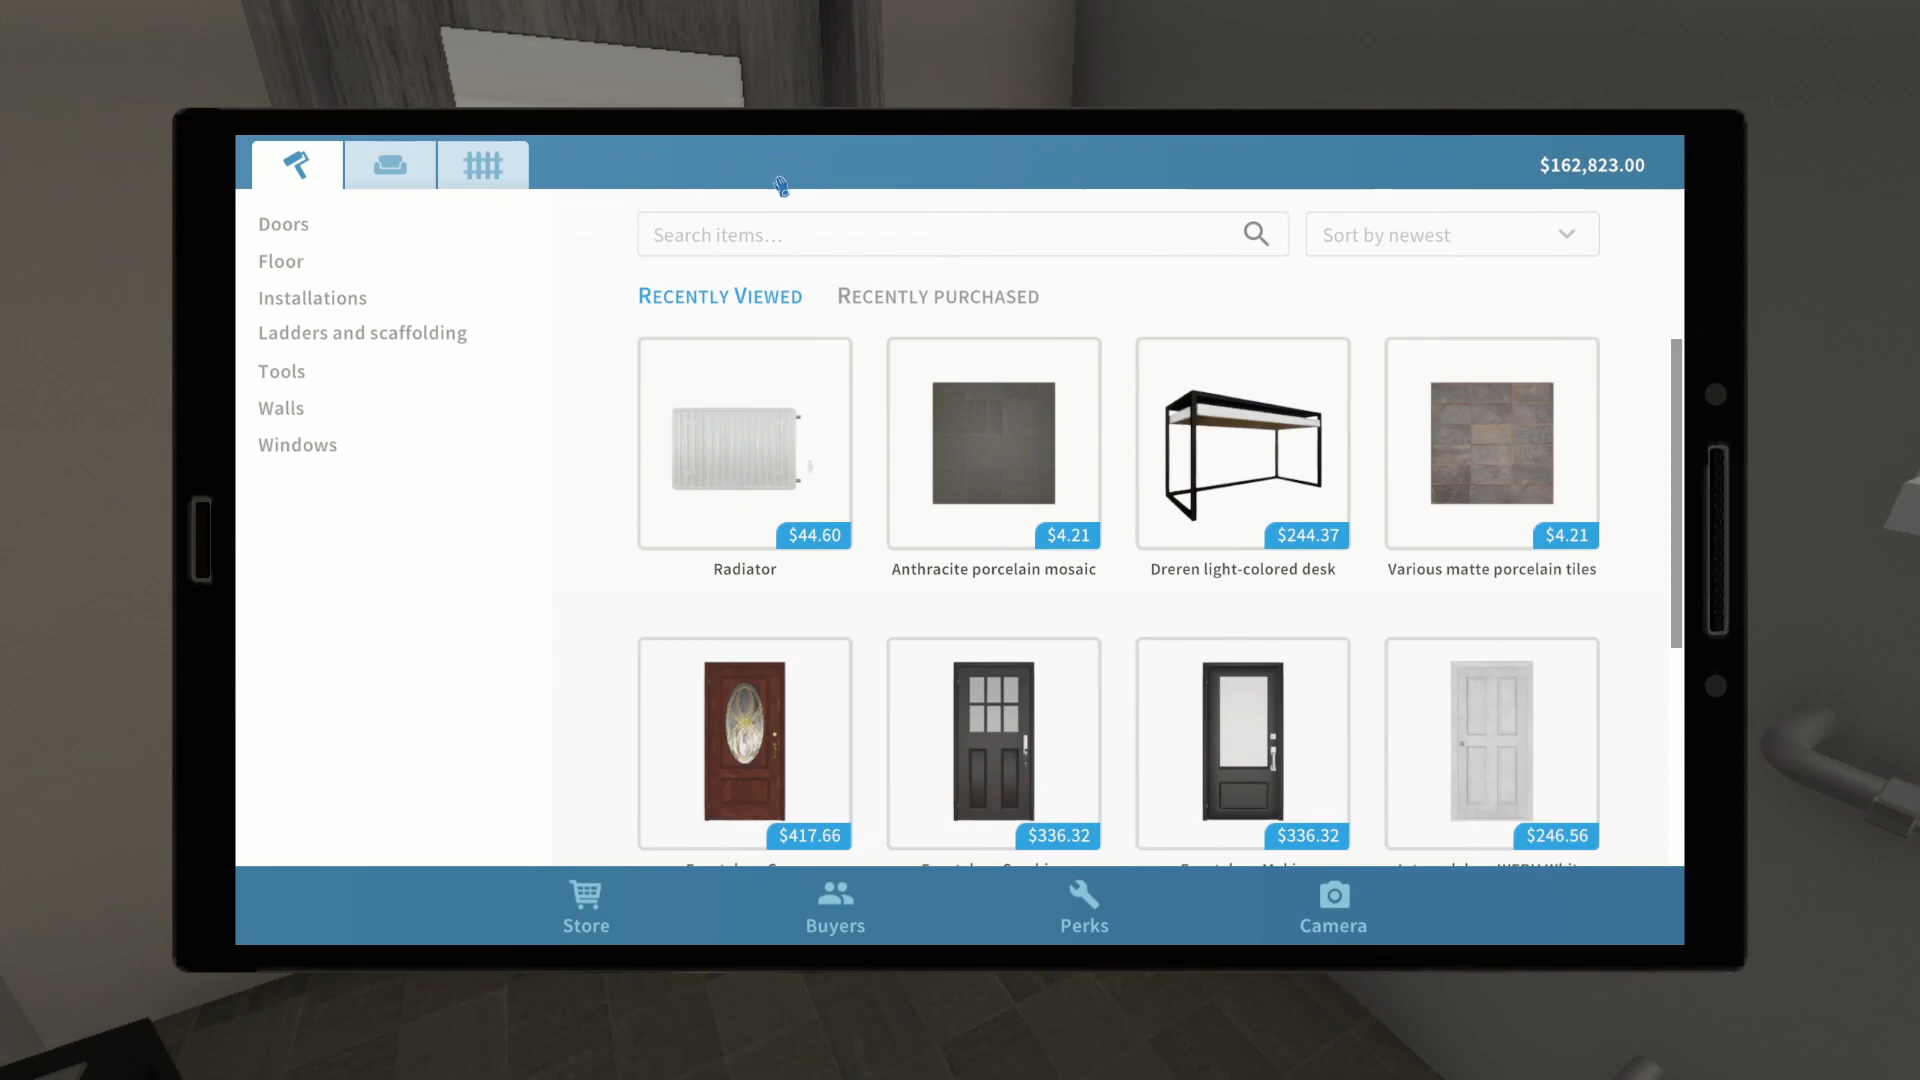 $162,823.00
Doors
Floor
Installations
Ladders and scaffolding
Tools
Walls
Windows
Search items...
Sort by newest
RECENTLY VIEWED
RECENTLY PURCHASED
$44.60
$4.21
$244.37
$4.21
Radiator
Anthracite porcelain mosaic
Dreren light-colored desk
Various matte porcelain tiles
$417.66
$336.32
$336.32
$246.56
Store
Buyers
Perks
Camera